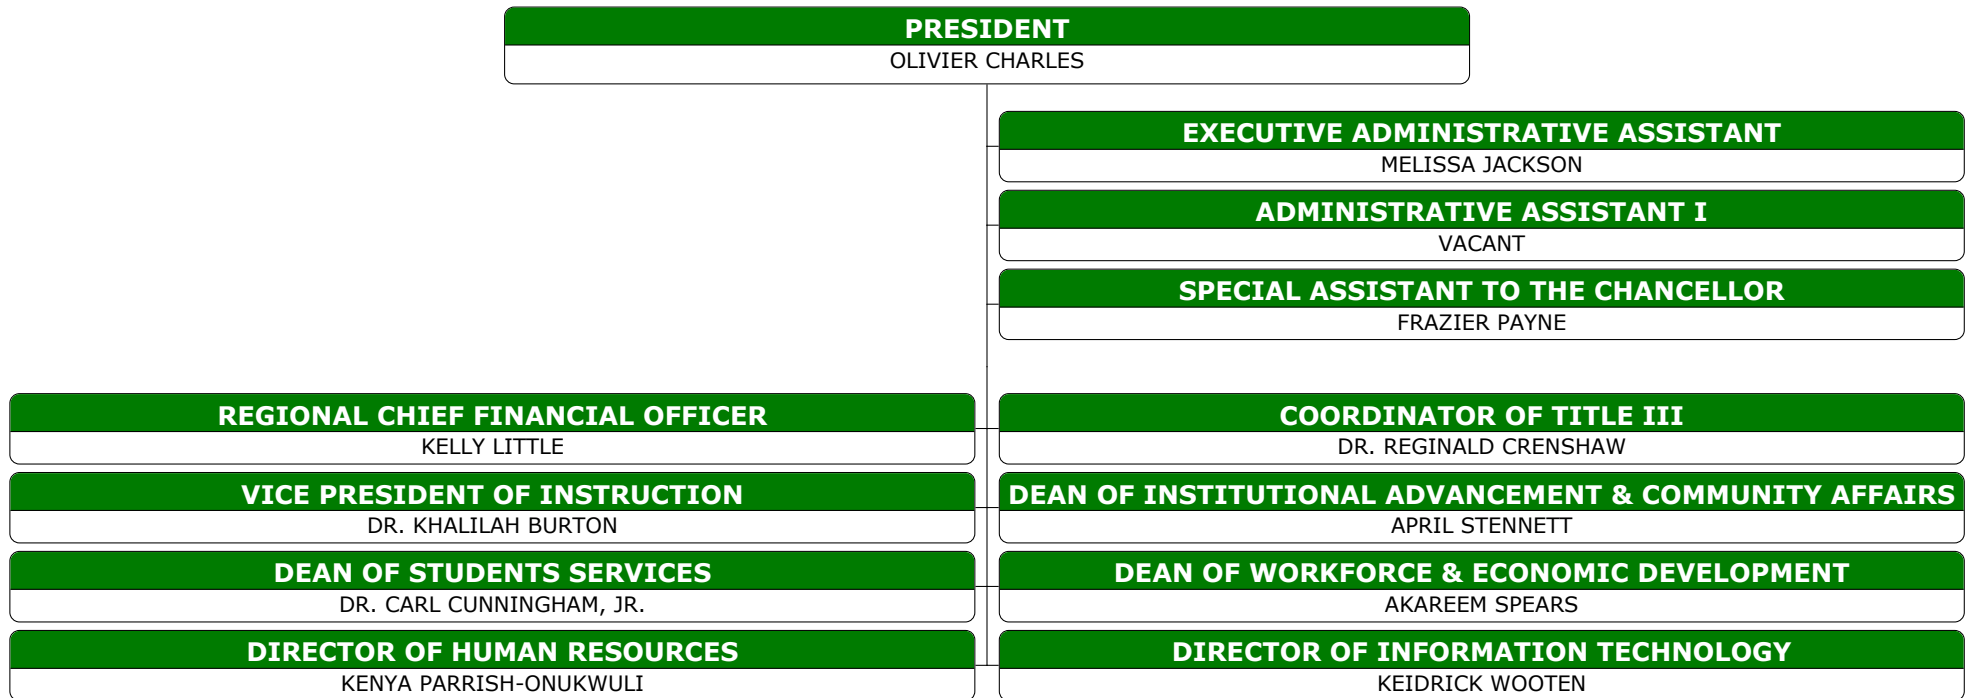 PRESIDENT
OLIVIER CHARLES
EXECUTIVE ADMINISTRATIVE ASSISTANT
MELISSA JACKSON
ADMINISTRATIVE ASSISTANT I
VACANT
SPECIAL ASSISTANT TO THE CHANCELLOR
FRAZIER PAYNE
REGIONAL CHIEF FINANCIAL OFFICER
KELLY LITTLE
COORDINATOR OF TITLE III
DR. REGINALD CRENSHAW
VICE PRESIDENT OF INSTRUCTION
DR. KHALILAH BURTON
DEAN OF INSTITUTIONAL ADVANCEMENT & COMMUNITY AFFAIRS
APRIL STENNETT
DEAN OF STUDENTS SERVICES
DR. CARL CUNNINGHAM, JR.
DEAN OF WORKFORCE & ECONOMIC DEVELOPMENT
AKAREEM SPEARS
DIRECTOR OF HUMAN RESOURCES
KENYA PARRISH-ONUKWULI
DIRECTOR OF INFORMATION TECHNOLOGY
KEIDRICK WOOTEN